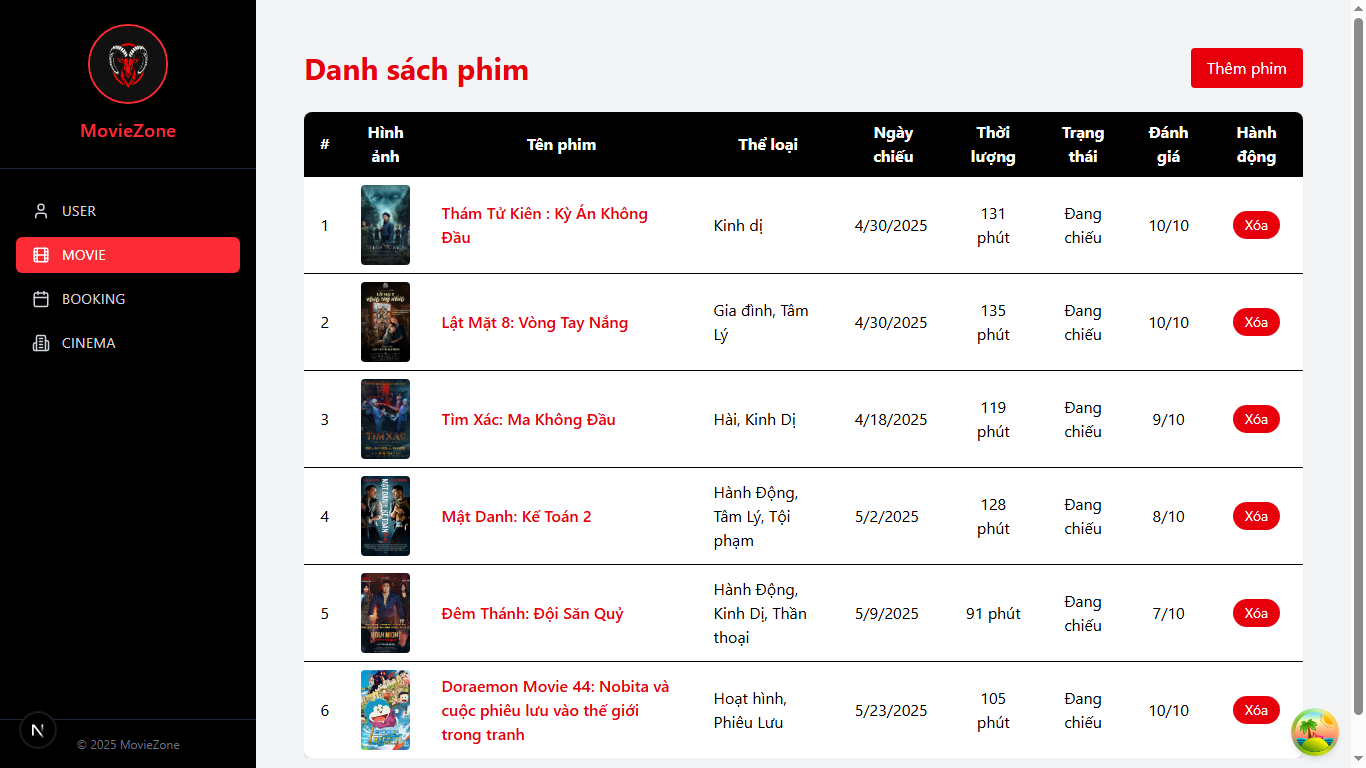 MovieZone
USER
MOVIE
BOOKING
CINEMA
N
© 2025 MovieZone
Danh sách phim
Thêm phim
# Hình ảnh Tên phim Thể loại Ngày chiếu Thời lượng Trạng thái Đánh giá Hành động
1 Thám Tử Kiên : Kỳ Án Không Đầu Kinh dị 4/30/2025 131 phút Đang chiếu 10/10 Xóa
2 Lật Mặt 8: Vòng Tay Nắng Gia đình, Tâm Lý 4/30/2025 135 phút Đang chiếu 10/10 Xóa
3 TÌM XÁC Tìm Xác: Ma Không Đầu Hài, Kinh Dị 4/18/2025 119 phút Đang chiếu 9/10 Xóa
4 MẬT DANH: KẾ TOÁN Mật Danh: Kế Toán 2 Hành Động, Tâm Lý, Tội phạm 5/2/2025 128 phút Đang chiếu 8/10 Xóa
5 Đêm Thánh: Đội Săn Quỷ Hành Động, Kinh Dị, Thần thoại 5/9/2025 91 phút Đang chiếu 7/10 Xóa
6 Doraemon Movie 44: Nobita và cuộc phiêu lưu vào thế giới trong tranh Hoạt hình, Phiêu Lưu 5/23/2025 105 phút Đang chiếu 10/10 Xóa